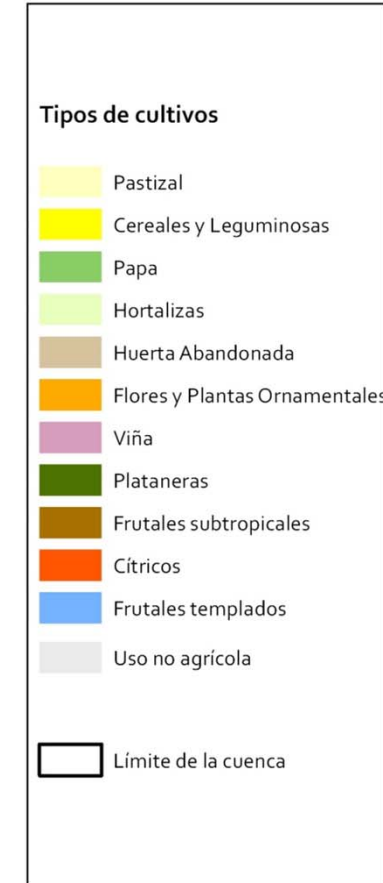 Tipos de cultivos
Pastizal
Cereales y Leguminosas
Papa
Hortalizas
Huerta Abandonada
Flores y Plantas Ornamentales
Viña
Plataneras
Frutales subtropicales
Cítricos
Frutales templados
Uso no agrícola
Límite de la cuenca